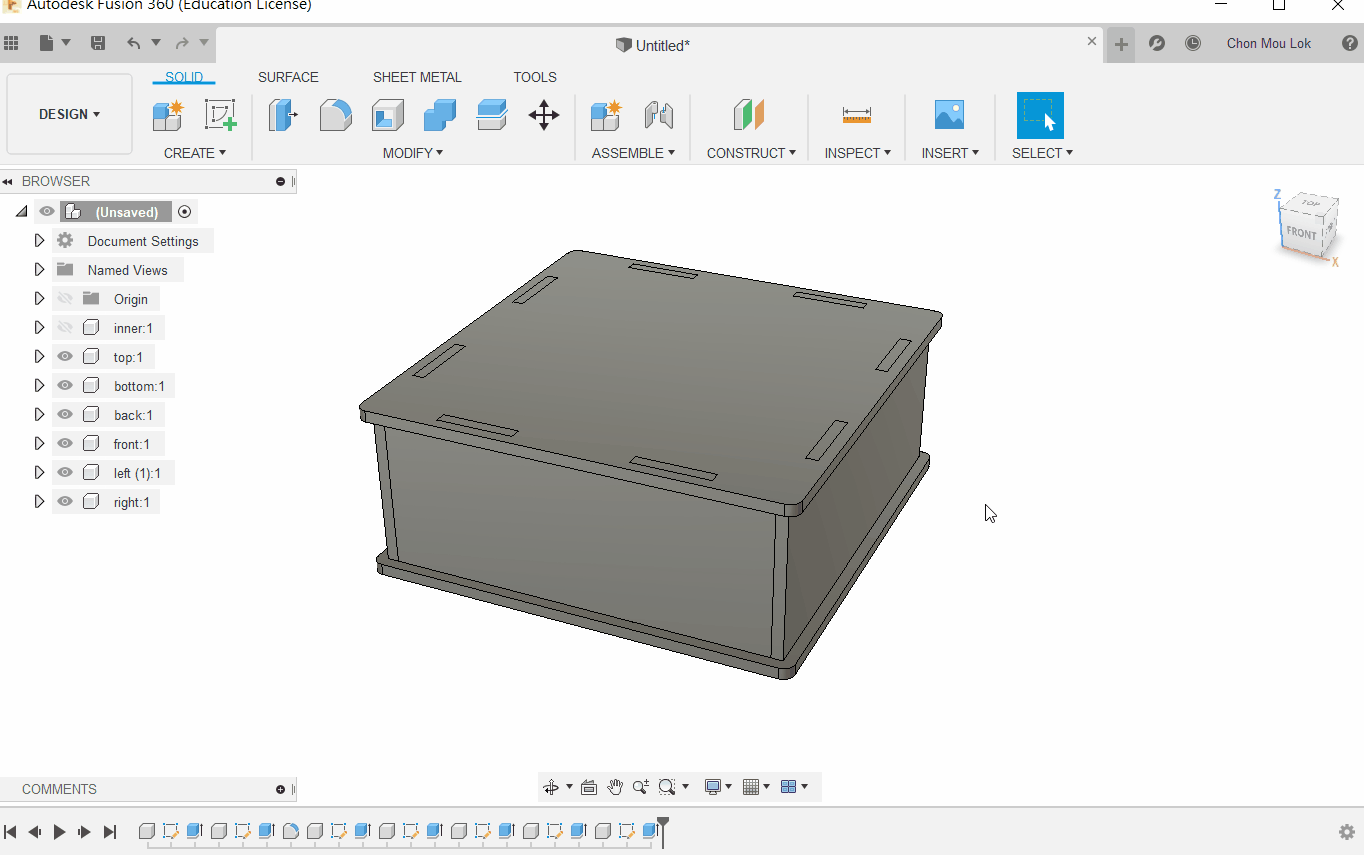 Autodesk Fusion 360 (Education License)
Untitled*
Chon Mou Lok
DESIGN
SOLID
SURFACE
SHEET METAL
TOOLS
CREATE
MODIFY
ASSEMBLE
CONSTRUCT
INSPECT
INSERT
SELECT
BROWSER
(Unsaved)
Document Settings
Named Views
Origin
inner:1
top:1
bottom:1
back:1
front:1
left (1):1
right:1
Z
TOP
FRONT
X
COMMENTS